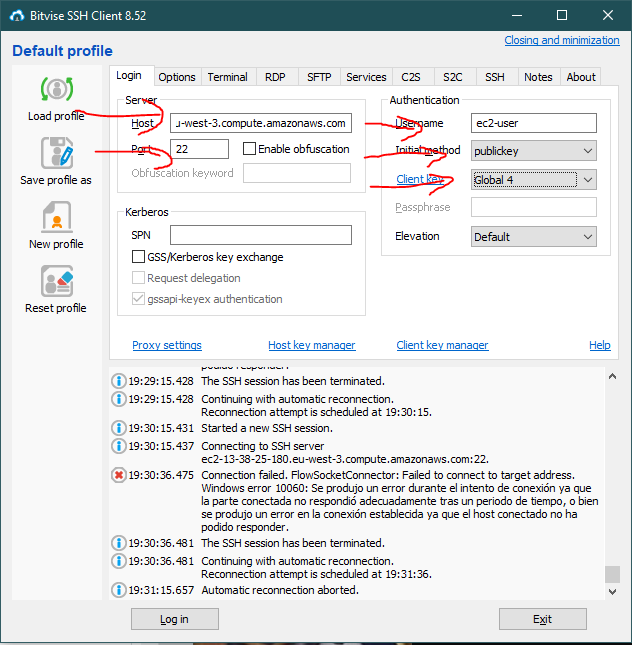 Bitvise SSH Client 8.52
Closing and minimization
Default profile
Load profile
Save profile as
New profile
Reset profile
Login Options Terminal RDP SFTP Services C2S S2C SSH Notes About
Server
Host u-west-3.compute.amazonaws.com
Port 22 Enable obfuscation
Obfuscation keyword
Kerberos
SPN
GSS/Kerberos key exchange
Request delegation
gssapi-keyex authentication
Authentication
Username ec2-user
Initial method publickey
Client key Global 4
Passphrase
Elevation Default
Proxy settings Host key manager Client key manager Help
podido responder.
19:29:15.428 The SSH session has been terminated.
19:29:15.428 Continuing with automatic reconnection.
Reconnection attempt is scheduled at 19:30:15.
19:30:15.431 Started a new SSH session.
19:30:15.437 Connecting to SSH server
ec2-13-38-25-180.eu-west-3.compute.amazonaws.com:22.
19:30:36.475 Connection failed. FlowSocketConnector: Failed to connect to target address.
Windows error 10060: Se produjo un error durante el intento de conexión ya que
la parte conectada no respondió adecuadamente tras un periodo de tiempo, o bien
se produjo un error en la conexión establecida ya que el host conectado no ha
podido responder.
19:30:36.481 The SSH session has been terminated.
19:30:36.481 Continuing with automatic reconnection.
Reconnection attempt is scheduled at 19:31:36.
19:31:15.657 Automatic reconnection aborted.
Log in Exit